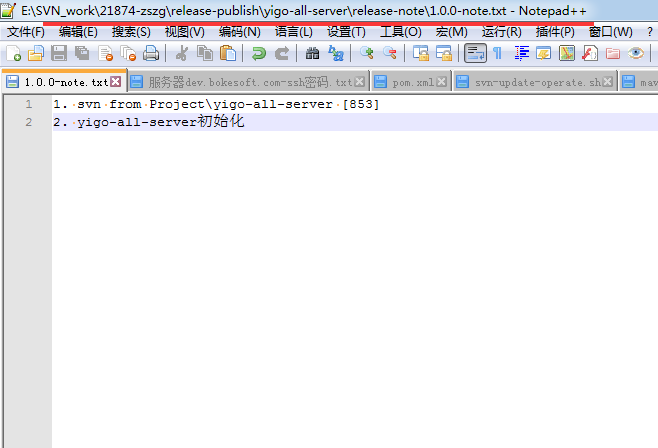 E:\SVN_work\21874-zszg\release-publish\yigo-all-server\release-note\1.0.0-note.txt - Notepad++
文件(F) 编辑(E) 搜索(S) 视图(V) 编码(N) 语言(L) 设置(T) 工具(O) 宏(M) 运行(R) 插件(P) 窗口(W) ?
1.0.0-note.txt 服务器dev.bokesoft.com-ssh密码.txt pom.xml svn-update-operate.sh mav
1 1. svn from Project\yigo-all-server [853]
2 2. yigo-all-server初始化